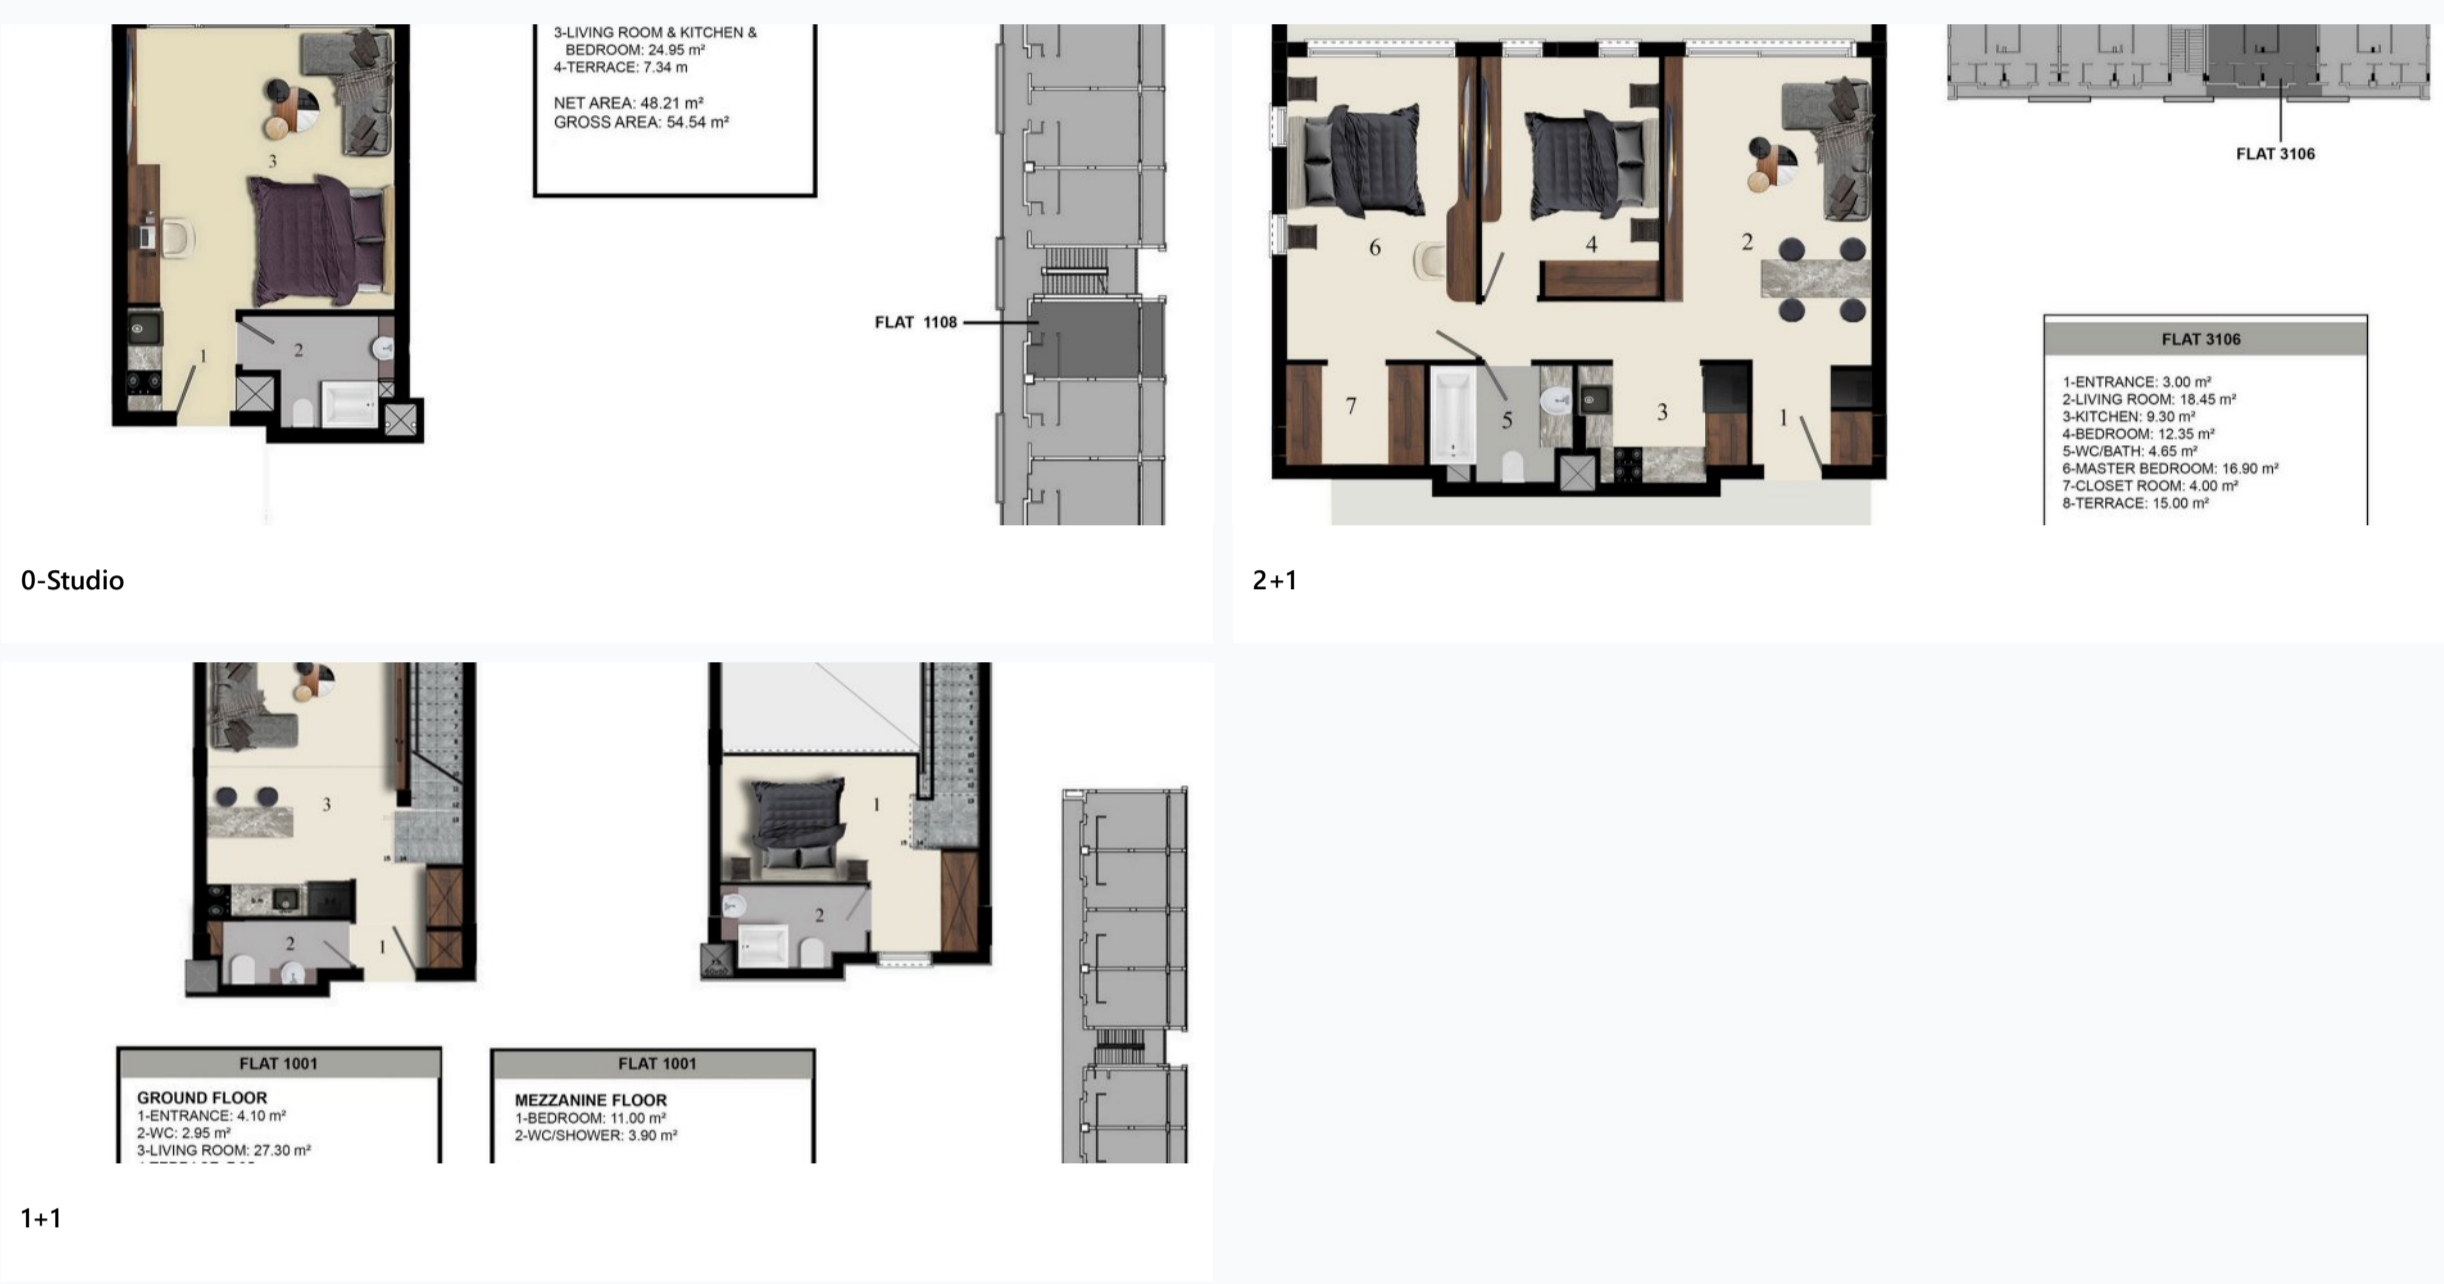 3-LIVING ROOM & KITCHEN &
BEDROOM: 24.95 m²
4-TERRACE: 7.34 m
NET AREA: 48.21 m²
GROSS AREA: 54.54 m²
3
1
2
FLAT 1108
0-Studio
6
4
2
7
5
3
1
FLAT 3106
FLAT 3106
1-ENTRANCE: 3.00 m²
2-LIVING ROOM: 18.45 m²
3-KITCHEN: 9.30 m²
4-BEDROOM: 12.35 m²
5-WC/BATH: 4.65 m²
6-MASTER BEDROOM: 16.90 m²
7-CLOSET ROOM: 4.00 m²
8-TERRACE: 15.00 m²
2+1
3
2
1
1
2
FLAT 1001
GROUND FLOOR
1-ENTRANCE: 4.10 m²
2-WC: 2.95 m²
3-LIVING ROOM: 27.30 m²
FLAT 1001
MEZZANINE FLOOR
1-BEDROOM: 11.00 m²
2-WC/SHOWER: 3.90 m²
1+1